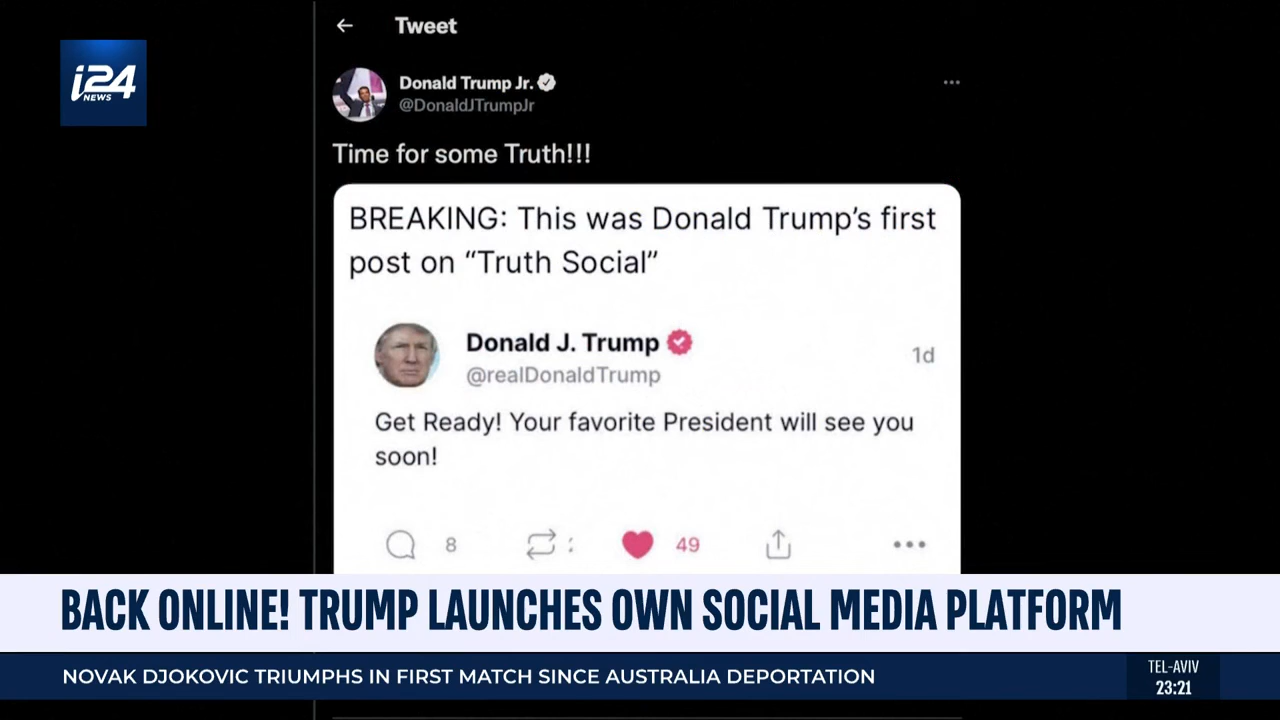 Tweet
i24
NEWS
Donald Trump Jr.
@DonaldJTrumpJr
Time for some Truth!!!
BREAKING: This was Donald Trump’s first
post on “Truth Social”
Donald J. Trump
@realDonaldTrump
1d
Get Ready! Your favorite President will see you
soon!
8
49
BACK ONLINE! TRUMP LAUNCHES OWN SOCIAL MEDIA PLATFORM
NOVAK DJOKOVIC TRIUMPHS IN FIRST MATCH SINCE AUSTRALIA DEPORTATION
TEL-AVIV
23:21